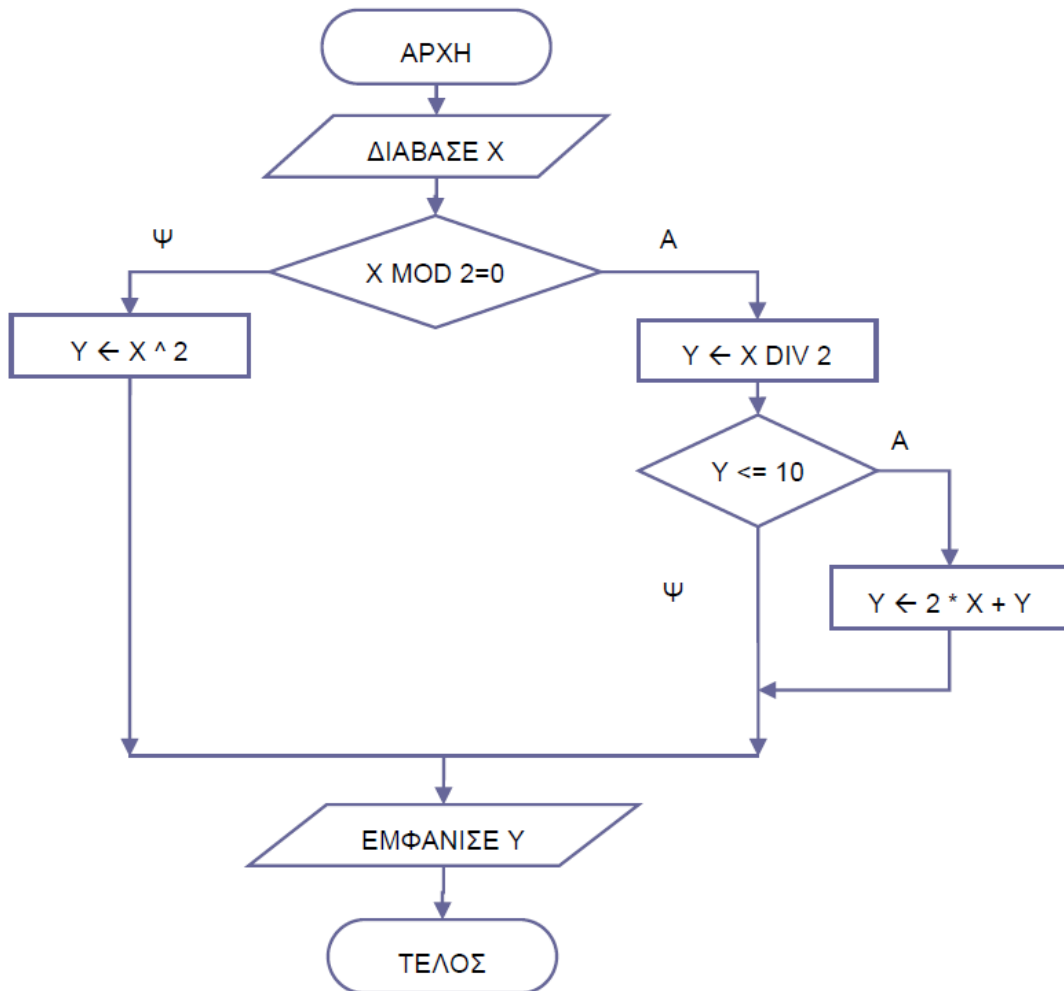 ΑΡΧΗ
ΔΙΑΒΑΣΕ Χ
Ψ
Α
X MOD 2=0
Y ← X ^ 2
Y ← X DIV 2
Α
Y <= 10
Ψ
Y ← 2 * X + Y
ΕΜΦΑΝΙΣΕ Υ
ΤΕΛΟΣ